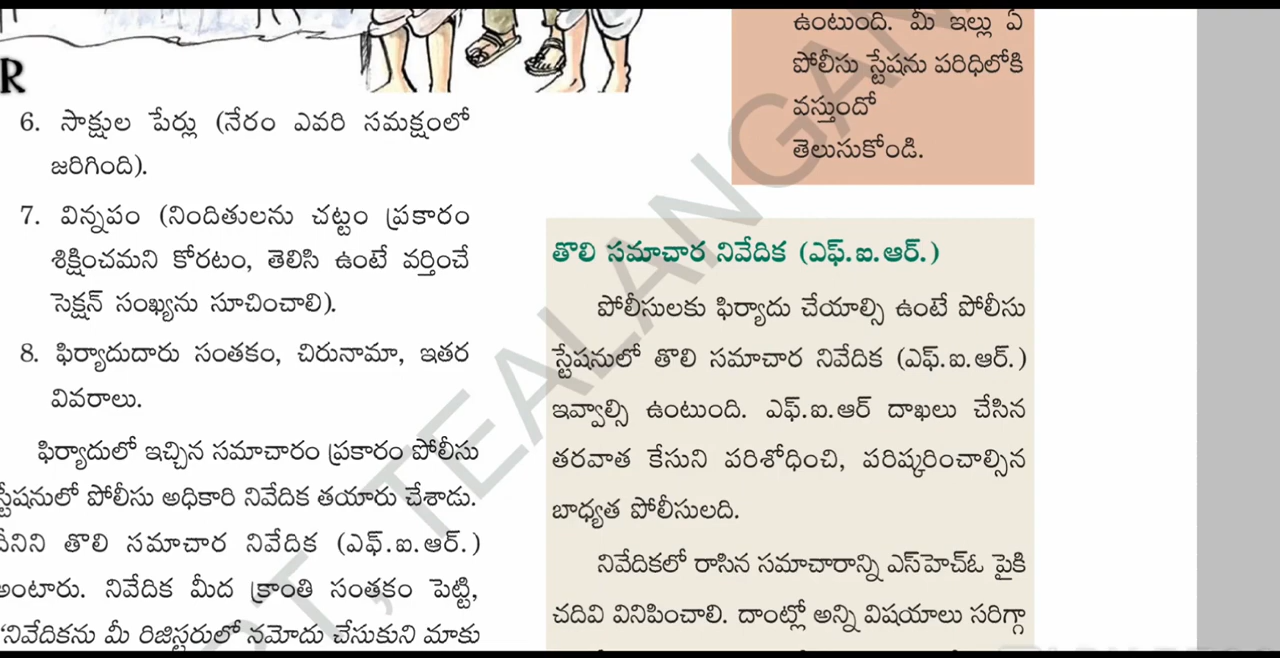 R
6. సాక్షుల పేర్లు (నేరం ఎవరి సమక్షంలో
జరిగింది).
7. విన్నపం (నిందితులను చట్టం ప్రకారం
శిక్షించమని కోరటం, తెలిసి ఉంటే వర్తించే
సెక్షన్ సంఖ్యను సూచించాలి).
8. ఫిర్యాదుదారు సంతకం, చిరునామా, ఇతర
వివరాలు.
ఫిర్యాదులో ఇచ్చిన సమాచారం ప్రకారం పోలీసు
స్టేషనులో పోలీసు అధికారి నివేదిక తయారు చేశాడు.
దీనిని తొలి సమాచార నివేదిక (ఎఫ్.ఐ.ఆర్.)
అంటారు. నివేదిక మీద క్రాంతి సంతకం పెట్టి,
‘నివేదికను మీ రిజిస్టరులో నమోదు చేసుకుని మాకు
ఉంటుంది. మీ ఇల్లు ఏ
పోలీసు స్టేషను పరిధిలోకి
వస్తుందో
తెలుసుకోండి.
తొలి సమాచార నివేదిక (ఎఫ్.ఐ.ఆర్.)
పోలీసులకు ఫిర్యాదు చేయాల్సి ఉంటే పోలీసు
స్టేషనులో తొలి సమాచార నివేదిక (ఎఫ్.ఐ.ఆర్.)
ఇవ్వాల్సి ఉంటుంది. ఎఫ్.ఐ.ఆర్ దాఖలు చేసిన
తరవాత కేసుని పరిశోధించి, పరిష్కరించాల్సిన
బాధ్యత పోలీసులది.
నివేదికలో రాసిన సమాచారాన్ని ఎస్‌హెచ్‌ఓ పైకి
చదివి వినిపించాలి. దాంట్లో అన్ని విషయాలు సరిగ్గా
T, TEALANGAN